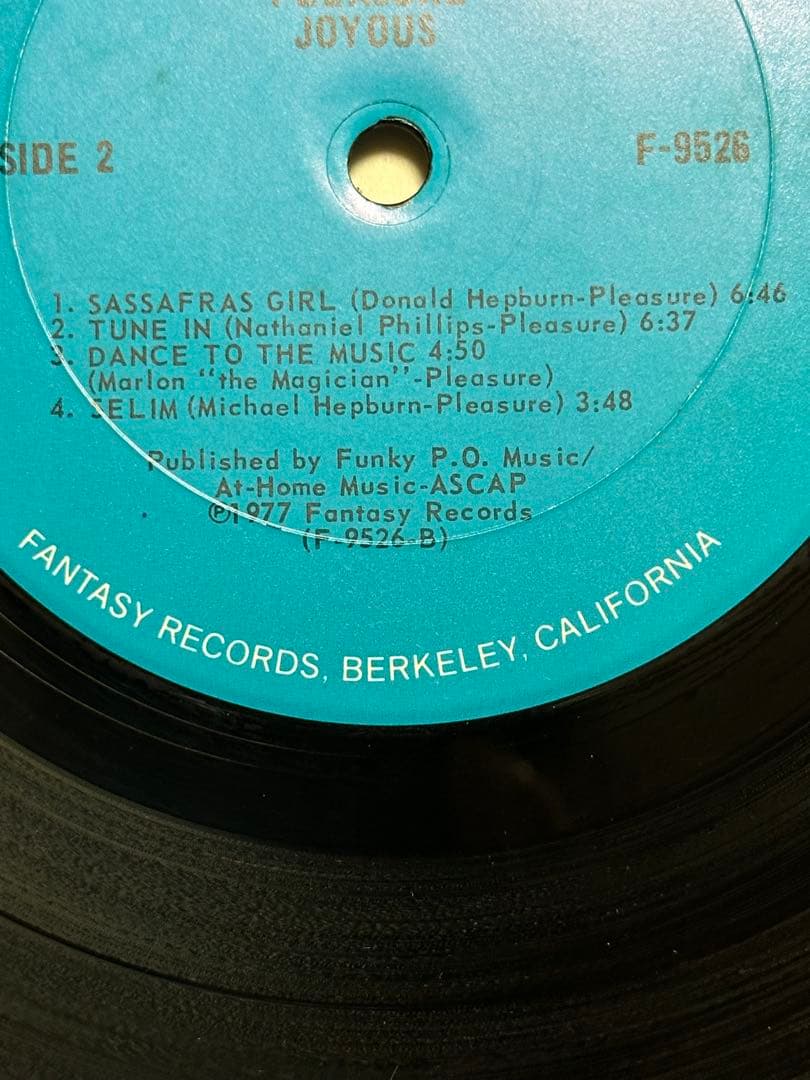 PLEASURE
JOYOUS
SIDE 2
F-9526
1. SASSAFRAS GIRL (Donald Hepburn-Pleasure) 6:46
2. TUNE IN (Nathaniel Phillips-Pleasure) 6:37
3. DANCE TO THE MUSIC 4:50
(Marlon "the Magician"-Pleasure)
4. SELIM (Michael Hepburn-Pleasure) 3:48
Published by Funky P.O. Music/
At-Home Music-ASCAP
℗1977 Fantasy Records
(F-9526-B)
FANTASY RECORDS, BERKELEY, CALIFORNIA